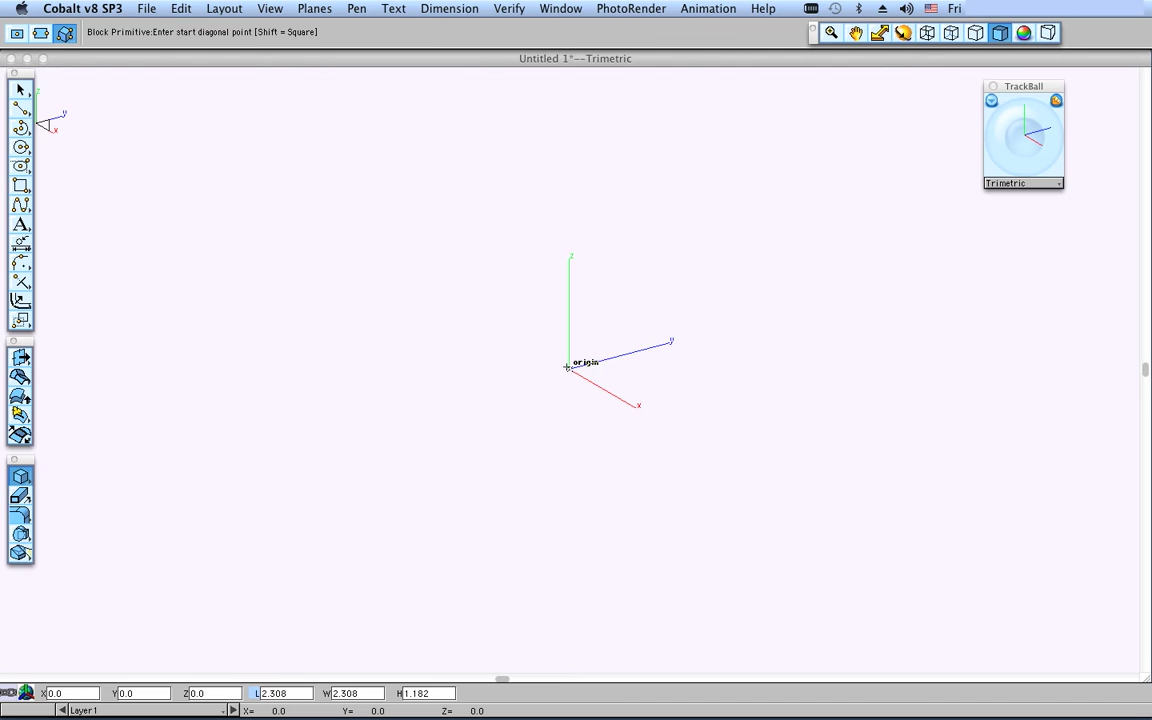 Cobalt v8 SP3 File Edit Layout View Planes Pen Text Dimension Verify Window PhotoRender Animation Help Fri
Block Primitive:Enter start diagonal point [Shift = Square]
Untitled 1*--Trimetric
TrackBall
z
y
x
Trimetric
z
y
origin
x
X 0.0 Y 0.0 Z 0.0 L 2.308 W 2.308 H 1.182
Layer1 X= 0.0 Y= 0.0 Z= 0.0